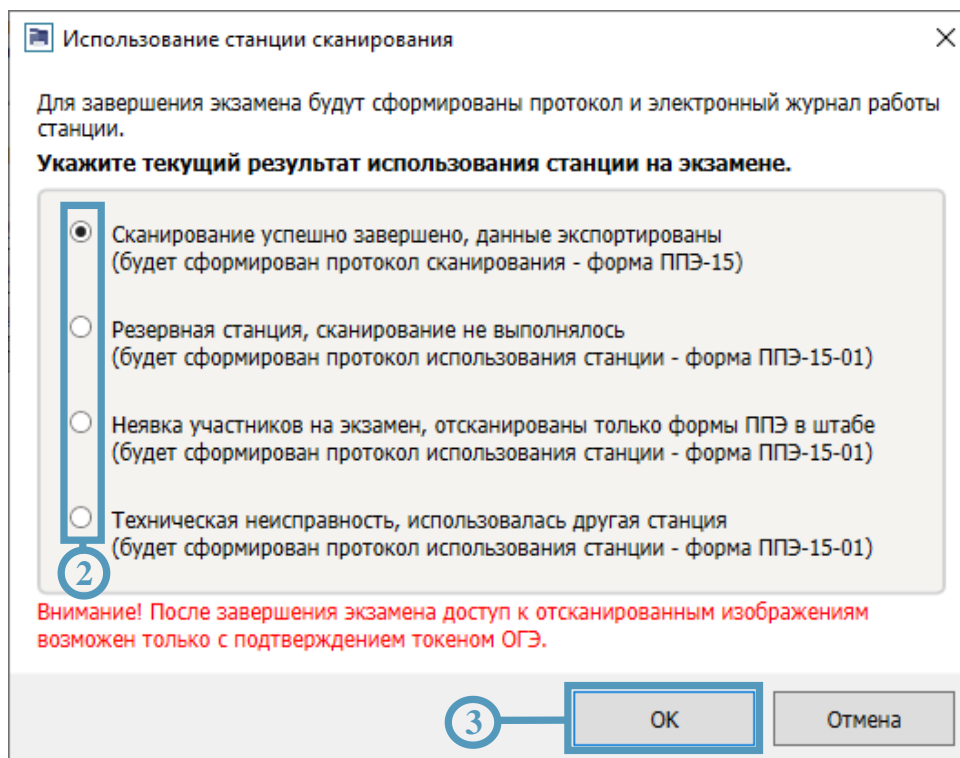 Использование станции сканирования
Для завершения экзамена будут сформированы протокол и электронный журнал работы
станции.
Укажите текущий результат использования станции на экзамене.
Сканирование успешно завершено, данные экспортированы
(будет сформирован протокол сканирования - форма ППЭ-15)
Резервная станция, сканирование не выполнялось
(будет сформирован протокол использования станции - форма ППЭ-15-01)
Неявка участников на экзамен, отсканированы только формы ППЭ в штабе
(будет сформирован протокол использования станции - форма ППЭ-15-01)
Техническая неисправность, использовалась другая станция
(будет сформирован протокол использования станции - форма ППЭ-15-01)
2
Внимание! После завершения экзамена доступ к отсканированным изображениям
возможен только с подтверждением токеном ОГЭ.
3
ОК
Отмена